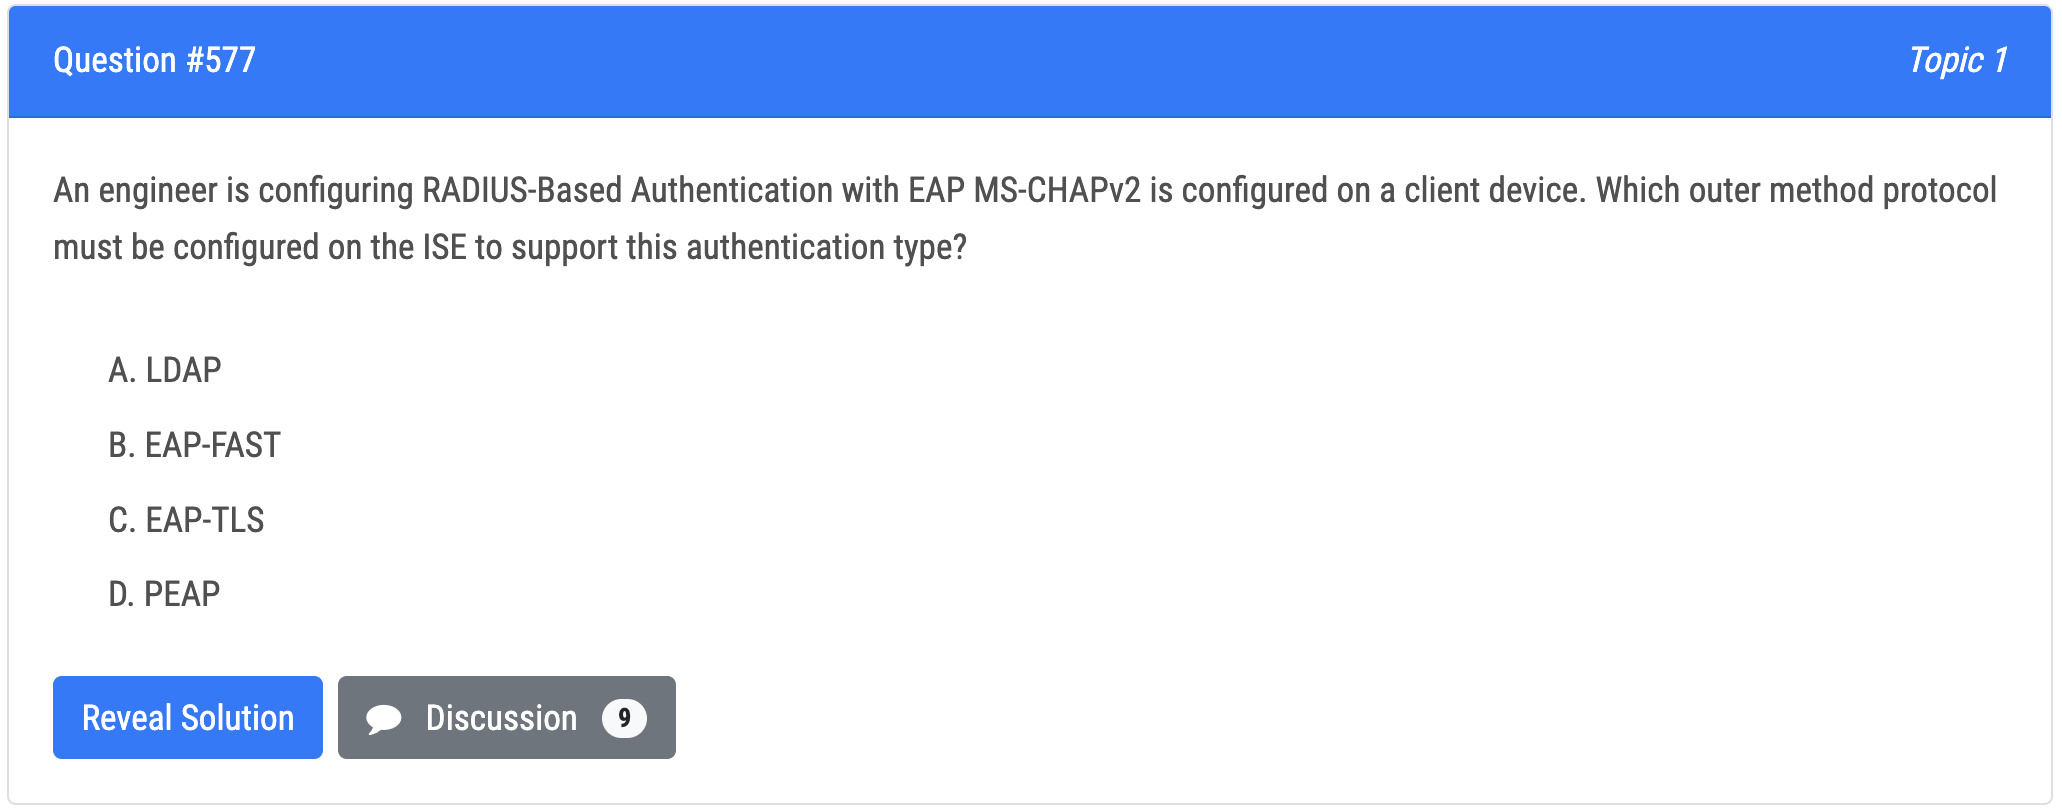 Question #577
Topic 1
An engineer is configuring RADIUS-Based Authentication with EAP MS-CHAPv2 is configured on a client device. Which outer method protocol
must be configured on the ISE to support this authentication type?
A. LDAP
B. EAP-FAST
C. EAP-TLS
D. PEAP
Reveal Solution
Discussion 9